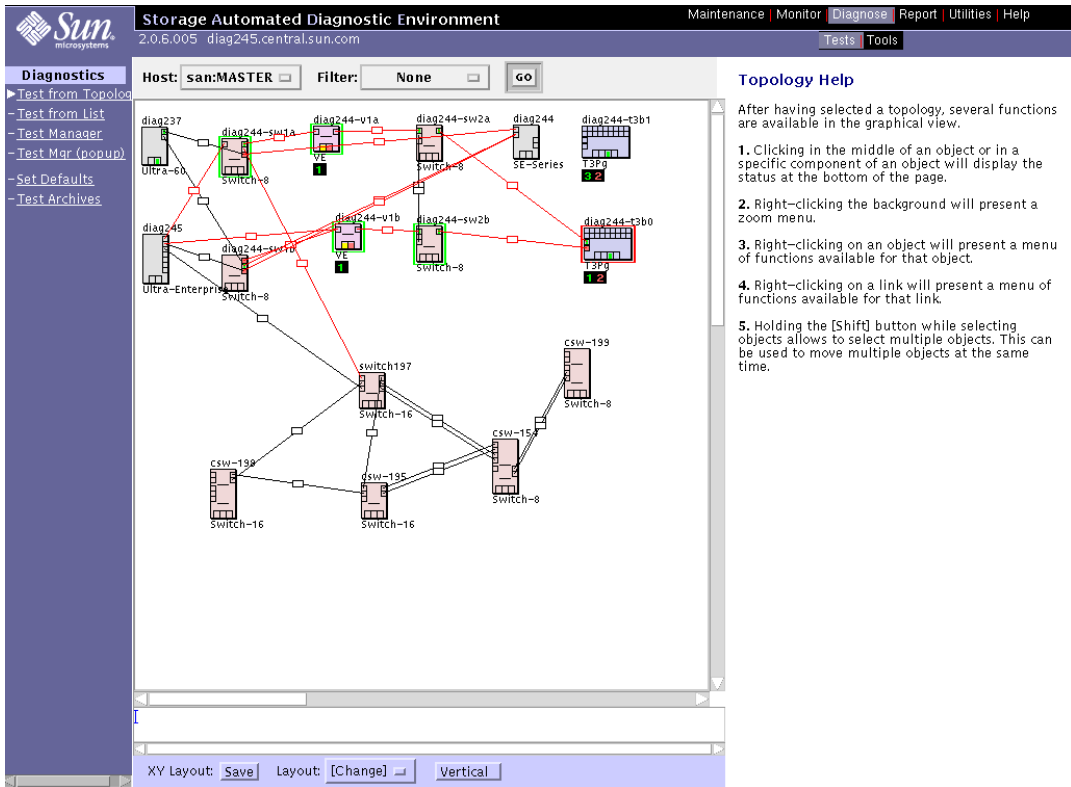 Sun
microsystems
Storage Automated Diagnostic Environment
2.0.6.005 diag245.central.sun.com
Maintenance | Monitor | Diagnose | Report | Utilities | Help
Tests | Tools
Diagnostics
Test from Topolog
Test from List
Test Manager
Test Mgr (popup)
Set Defaults
Test Archives
Host: san:MASTER
Filter: None
GO
diag237
Ultra-60
diag244-sw1a
Switch-8
diag244-v1a
VE
1
diag244-sw2a
Switch-8
diag244
SE-Series
diag244-t3b1
T3Pg
3 2
diag245
Ultra-Enterpris
diag244-sw1b
Switch-8
diag244-v1b
VE
1
diag244-sw2b
Switch-8
diag244-t3b0
T3Pg
1 2
switch197
Switch-16
csw-199
Switch-8
csw-154
Switch-8
csw-198
Switch-16
csw-195
Switch-16
XY Layout: Save
Layout: [Change]
Vertical
Topology Help
After having selected a topology, several functions
are available in the graphical view.
1. Clicking in the middle of an object or in a
specific component of an object will display the
status at the bottom of the page.
2. Right-clicking the background will present a
zoom menu.
3. Right-clicking on an object will present a menu
of functions available for that object.
4. Right-clicking on a link will present a menu of
functions available for that link.
5. Holding the [Shift] button while selecting
objects allows to select multiple objects. This can
be used to move multiple objects at the same
time.